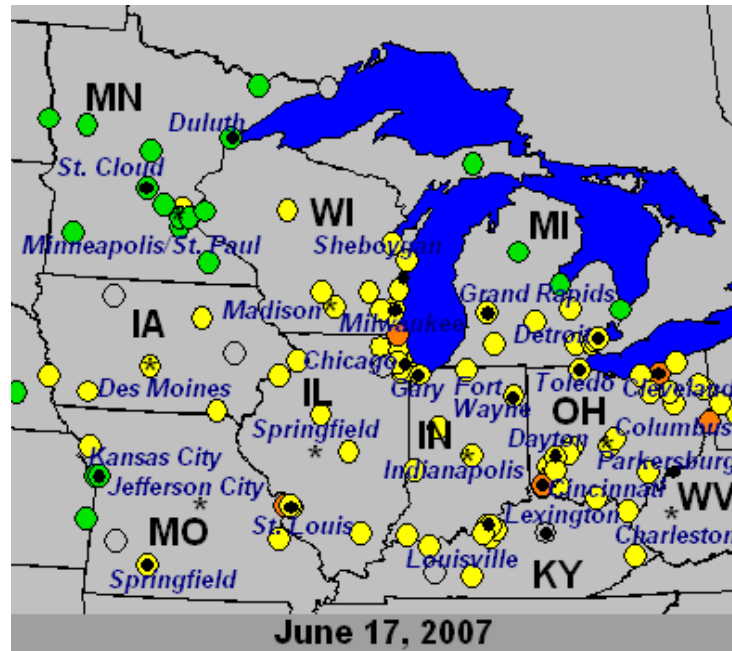 MN
Duluth
St. Cloud
WI
MI
Minneapolis/St. Paul
Sheboygan
Grand Rapids
Madison
Milwaukee
IA
Detroit
Chicago
Des Moines
IL
Gary
Fort
Wayne
Toledo
Cleveland
OH
Springfield
IN
Columbus
Dayton
Kansas City
Indianapolis
Parkersburg
Jefferson City
Cincinnati
WV
MO
St. Louis
Lexington
Charleston
Louisville
Springfield
KY
June 17, 2007